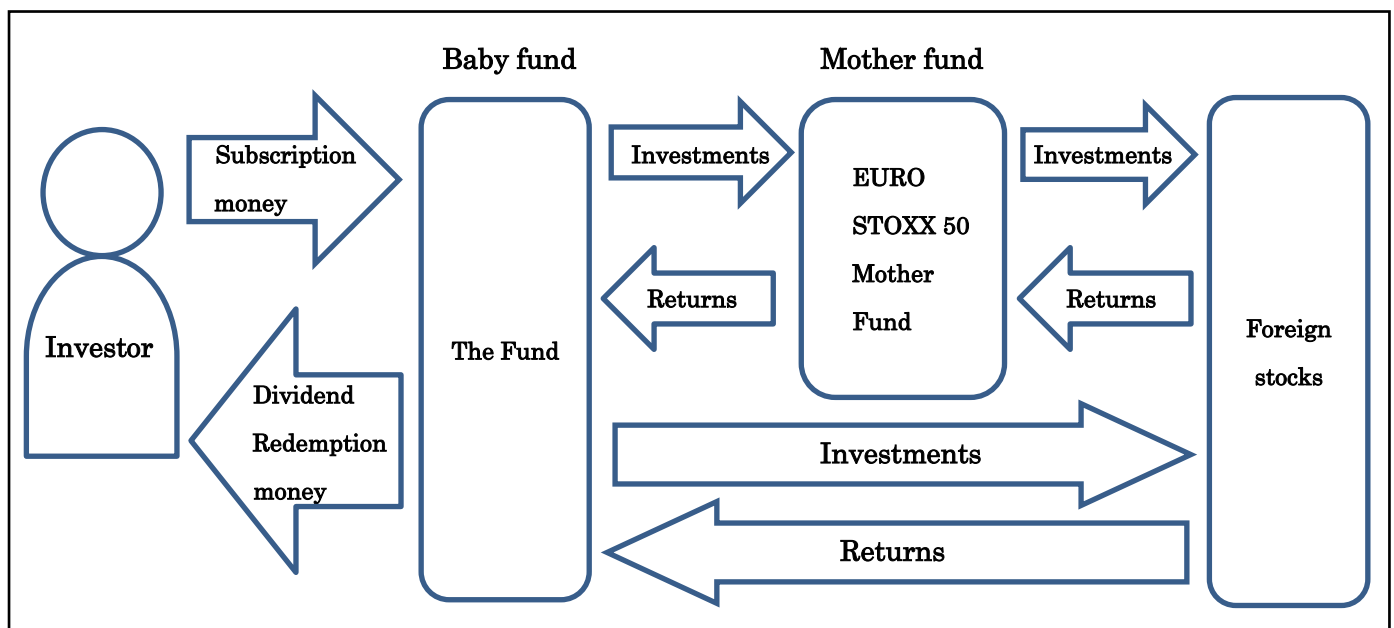 Baby fund
Mother fund
Subscription
money
Investments
Investments
EURO
STOXX 50
Mother
Fund
Returns
Returns
Investor
The Fund
Foreign
stocks
Dividend
Redemption
money
Investments
Returns